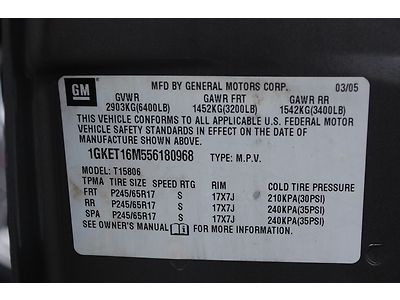 GM
MFD BY GENERAL MOTORS CORP. 03/05
GVWR GAWR FRT GAWR RR
2903KG(6400LB) 1452KG(3200LB) 1542KG(3400LB)
THIS VEHICLE CONFORMS TO ALL APPLICABLE U.S. FEDERAL MOTOR
VEHICLE SAFETY STANDARDS IN EFFECT ON THE DATE OF
MANUFACTURE SHOWN ABOVE.
1GKET16M556180968 TYPE: M.P.V.
MODEL: T15806
TPMA TIRE SIZE SPEED RTG RIM COLD TIRE PRESSURE
FRT P245/65R17 S 17X7J 210KPA(30PSI)
RR P245/65R17 S 17X7J 240KPA(35PSI)
SPA P245/65R17 S 17X7J 240KPA(35PSI)
SEE OWNER'S MANUAL FOR MORE INFORMATION.